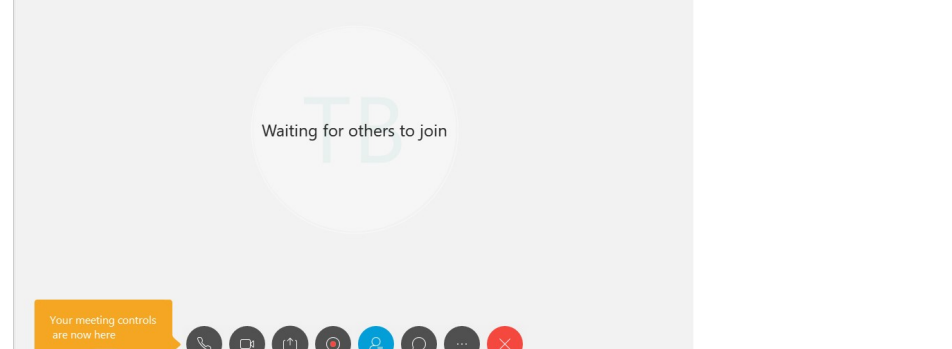 TB
Waiting for others to join
Your meeting controls
are now here